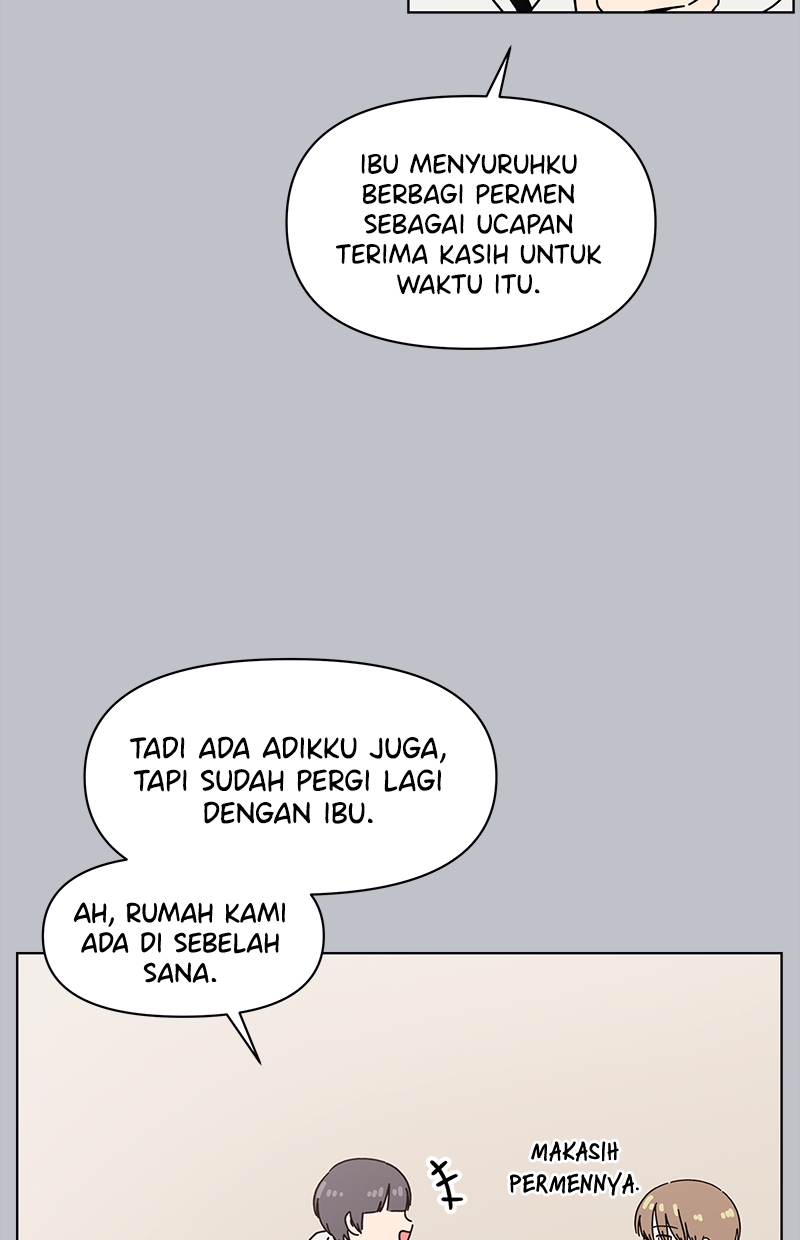 IBU MENYURUHKU
BERBAGI PERMEN
SEBAGAI UCAPAN
TERIMA KASIH UNTUK
WAKTU ITU.
TADI ADA ADIKKU JUGA,
TAPI SUDAH PERGI LAGI
DENGAN IBU.
AH, RUMAH KAMI
ADA DI SEBELAH
SANA.
MAKASIH
PERMENNYA.